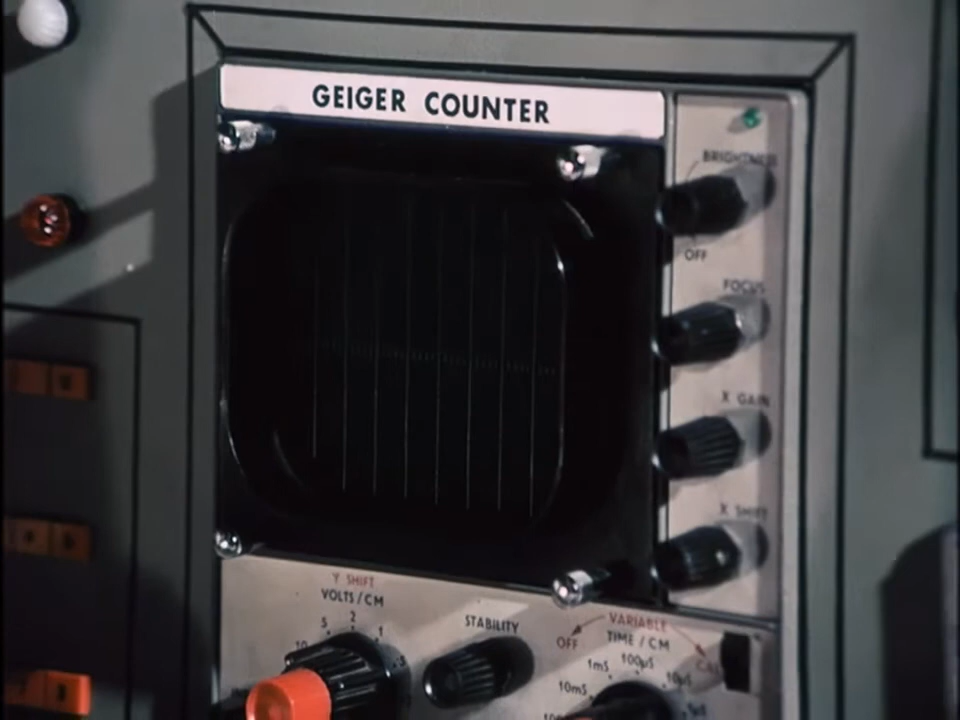 GEIGER COUNTER
BRIGHTNESS
OFF
FOCUS
X GAIN
X SHIFT
Y SHIFT
VOLTS/CM
2
5
1
10
.5
STABILITY
VARIABLE
OFF
TIME/CM
CAL
1mS
100µS
10mS
10µS